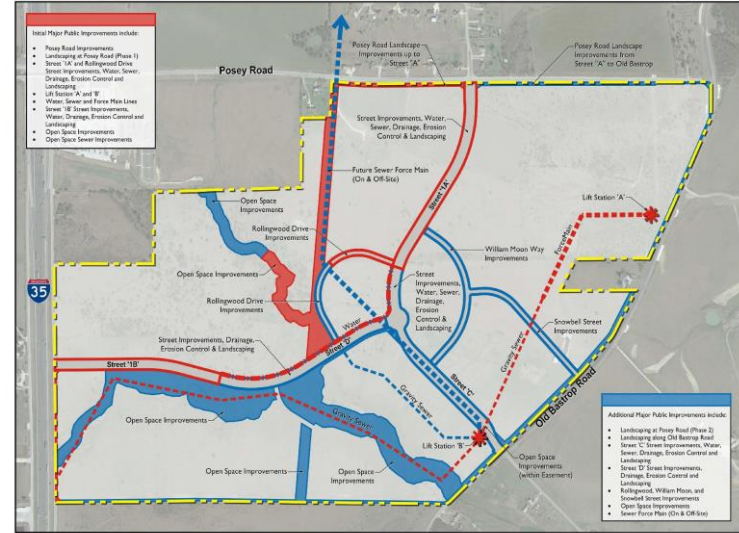 Initial Major Public Improvements include:
• Posey Road Improvements
• Landscaping at Posey Road (Phase 1)
• Street '1A' and Rollingwood Drive
Street Improvements, Water, Sewer,
Drainage, Erosion Control and
Landscaping
• Lift Station 'A' and 'B'
• Water, Sewer and Force Main Lines
• Street '1B' Street Improvements,
Water, Drainage, Erosion Control and
Landscaping
• Open Space Improvements
• Open Space Sewer Improvements
Posey Road
Posey Road Landscape
Improvements up to
Street "A"
Posey Road Landscape
Improvements from
Street "A" to Old Bastrop
Street Improvements, Water,
Sewer, Drainage, Erosion
Control & Landscaping
Future Sewer Force Main
(On & Off-Site)
Street '1A'
Lift Station 'A'
Open Space
Improvements
Rollingwood Drive
Improvements
William Moon Way
Improvements
ForceMain
Open Space Improvements
Street
Improvements,
Water, Sewer,
Drainage,
Erosion
Control &
Landscaping
35
Rollingwood Drive
Improvements
Water
Snowbell Street
Improvements
Street Improvements, Drainage,
Erosion Control & Landscaping
Street 'D'
Gravity Sewer
Street '1B'
Street 'C'
Gravity Sewer
Old Bastrop Road
Open Space Improvements
Gravity Sewer
Lift Station 'B'
Open Space Improvements
Open Space
Improvements
Open Space
Improvements
(within Easement)
Additional Major Public Improvements include:
• Landscaping at Posey Road (Phase 2)
• Landscaping along Old Bastrop Road
• Street 'C' Street Improvements, Water,
Sewer, Drainage, Erosion Control and
Landscaping
• Street 'D' Street Improvements,
Drainage, Erosion Control and
Landscaping
• Rollingwood, William Moon, and
Snowbell Street Improvements
• Open Space Improvements
• Sewer Force Main (On & Off-Site)